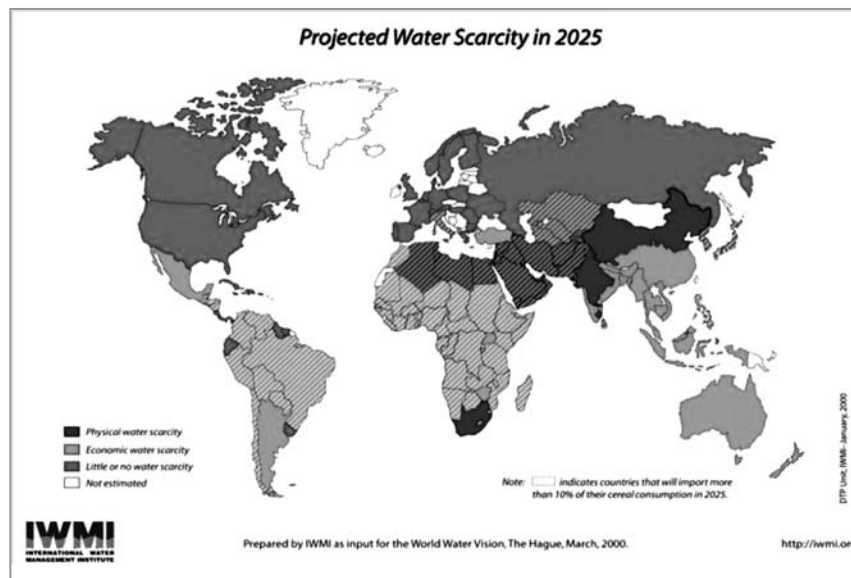 Projected Water Scarcity in 2025
Physical water scarcity
Economic water scarcity
Little or no water scarcity
Not estimated
Note: indicates countries that will import more
than 10% of their cereal consumption in 2025.
DTP Unit, IWMI- January, 2000
IWMI
INTERNATIONAL WATER
MANAGEMENT INSTITUTE
Prepared by IWMI as input for the World Water Vision, The Hague, March, 2000.
http://iwmi.or